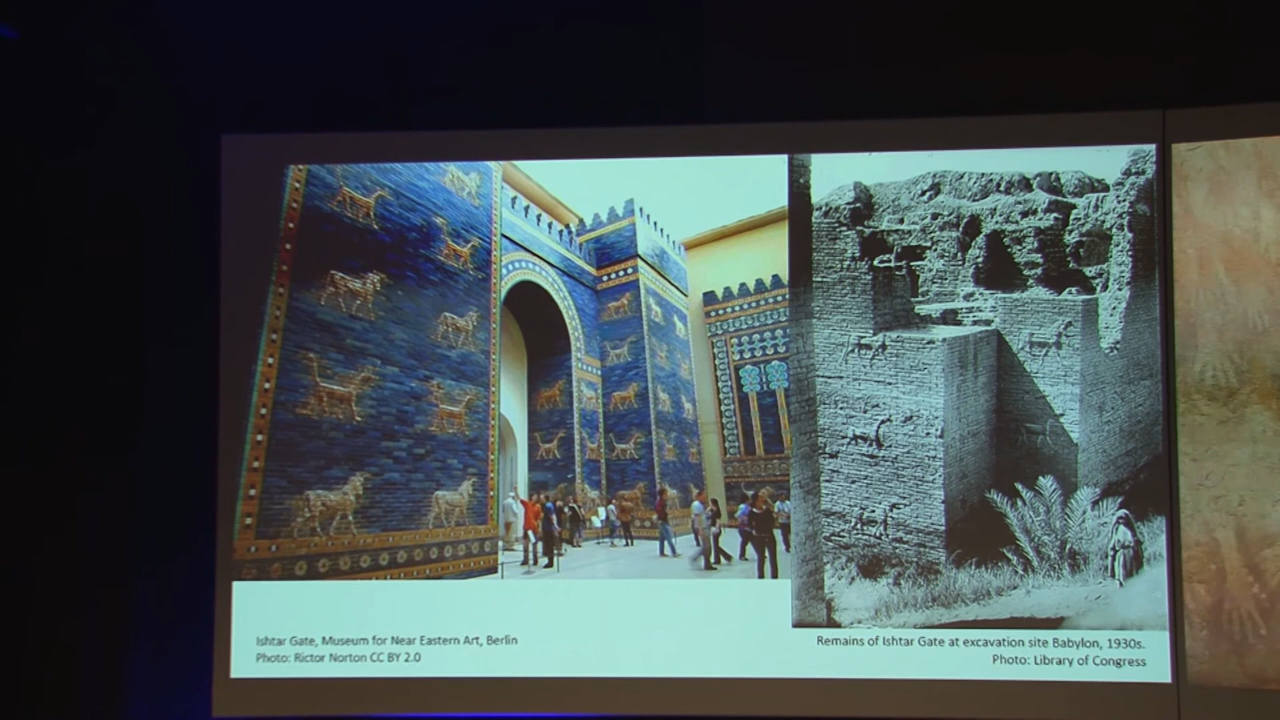 Ishtar Gate, Museum for Near Eastern Art, Berlin
Photo: Rictor Norton CC BY 2.0
Remains of Ishtar Gate at excavation site Babylon, 1930s.
Photo: Library of Congress